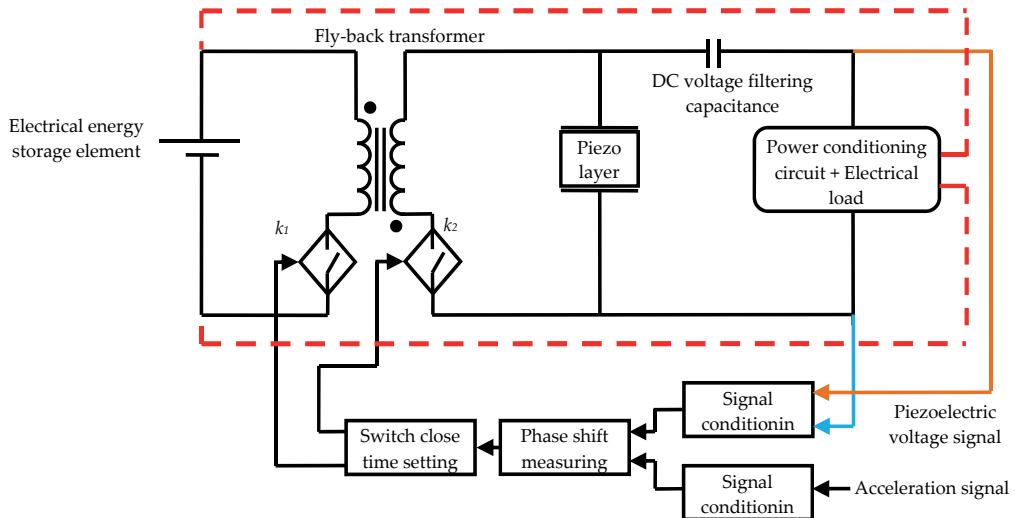 Fly-back transformer
DC voltage filtering
capacitance
Electrical energy
storage element
Piezo
layer
Power conditioning
circuit + Electrical
load
k1
k2
Signal
conditionin
Piezoelectric
voltage signal
Switch close
time setting
Phase shift
measuring
Signal
conditionin
Acceleration signal